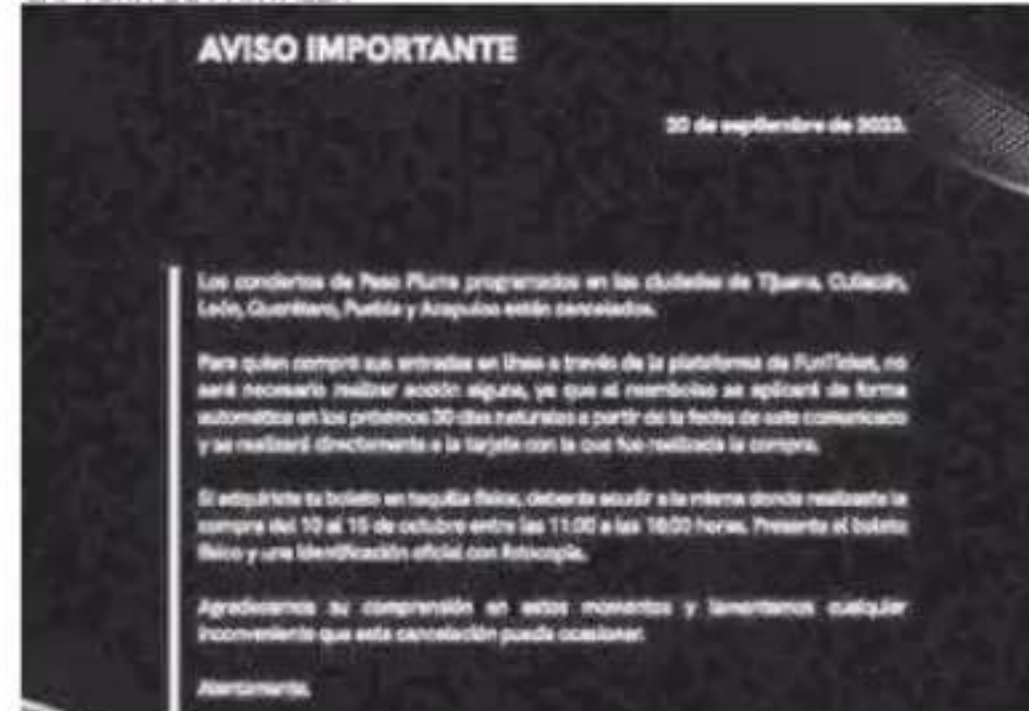 AVISO IMPORTANTE
20 de septiembre de 2023.
Los conciertos de Peso Pluma programados en las ciudades de Tijuana, Culiacán,
León, Querétaro, Puebla y Acapulco están cancelados.
Para quien compró sus entradas en línea a través de la plataforma de FunTicket, no
será necesario realizar acción alguna, ya que el reembolso se aplicará de forma
automática en los próximos 30 días naturales a partir de la fecha de este comunicado
y se realizará directamente a la tarjeta con la que fue realizada la compra.
Si adquiriste tu boleto en taquilla física, deberás acudir a la misma donde realizaste la
compra del 10 al 15 de octubre entre las 11:00 a las 16:00 horas. Presenta el boleto
físico y una identificación oficial con fotocopia.
Agradecemos su comprensión en estos momentos y lamentamos cualquier
inconveniente que esta cancelación pueda ocasionar.
Atentamente.